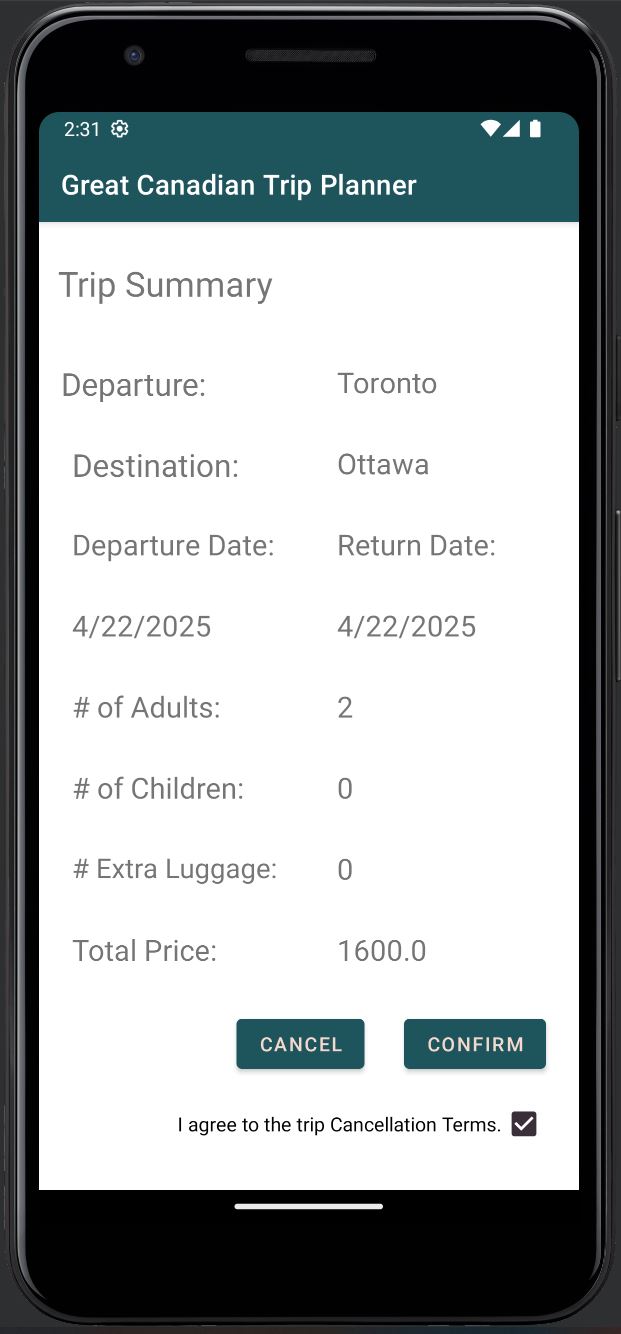 2:31
Great Canadian Trip Planner
Trip Summary
Departure: Toronto
Destination: Ottawa
Departure Date: Return Date:
4/22/2025 4/22/2025
# of Adults: 2
# of Children: 0
# Extra Luggage: 0
Total Price: 1600.0
CANCEL CONFIRM
I agree to the trip Cancellation Terms.